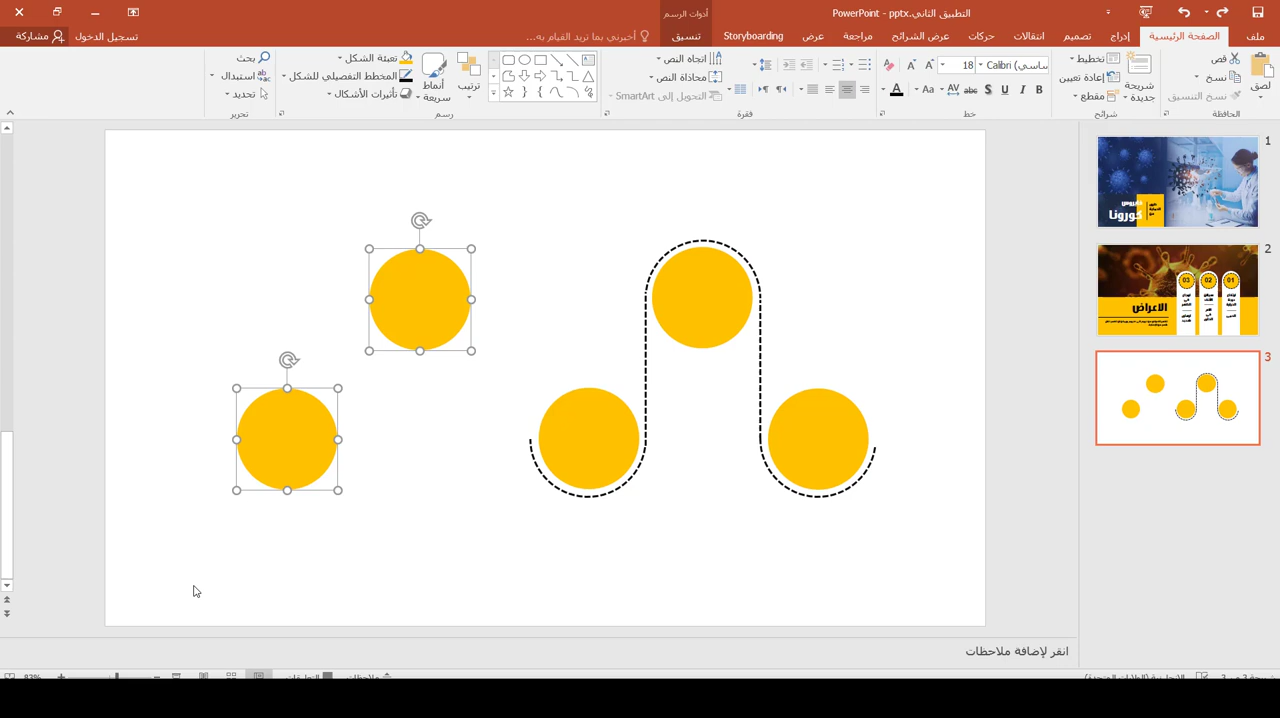 التطبيق الثاني.pptx - PowerPoint
أدوات الرسم
ملف
الصفحة الرئيسية
إدراج
تصميم
انتقالات
حركات
عرض الشرائح
مراجعة
عرض
Storyboarding
تنسيق
أخبرني بما تريد القيام به...
تسجيل الدخول
مشاركة
لصق
قص
نسخ
نسخ التنسيق
الحافظة
شريحة جديدة
تخطيط
إعادة تعيين
مقطع
شرائح
Calibri (ساسي
18
B
I
U
S
abc
AV
Aa
A
خط
اتجاه النص
محاذاة النص
التحويل إلى SmartArt
فقرة
ترتيب
أنماط سريعة
تعبئة الشكل
المخطط التفصيلي للشكل
تأثيرات الأشكال
رسم
بحث
استبدال
تحديد
تحرير
1
كورونا
2
01
02
03
الاعراض
3
انقر لإضافة ملاحظات
83%